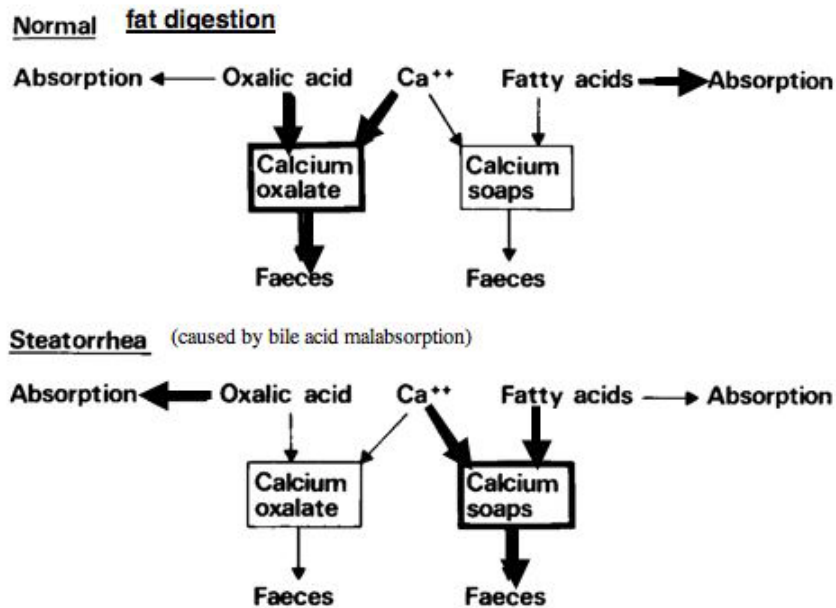 Normal fat digestion
Absorption Oxalic acid Ca++ Fatty acids Absorption
Calcium oxalate
Calcium soaps
Faeces Faeces
Steatorrhea (caused by bile acid malabsorption)
Absorption Oxalic acid Ca++ Fatty acids Absorption
Calcium oxalate
Calcium soaps
Faeces Faeces